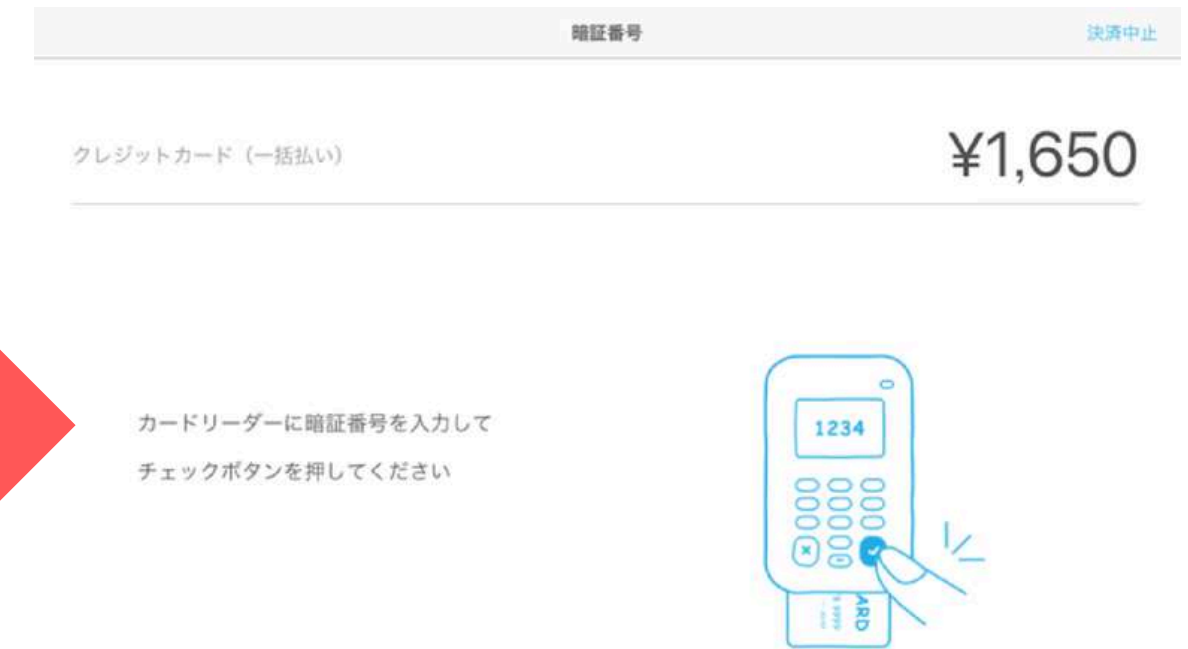 暗証番号
決済中止
クレジットカード（一括払い）
¥1,650
カードリーダーに暗証番号を入力して
チェックボタンを押してください
1234